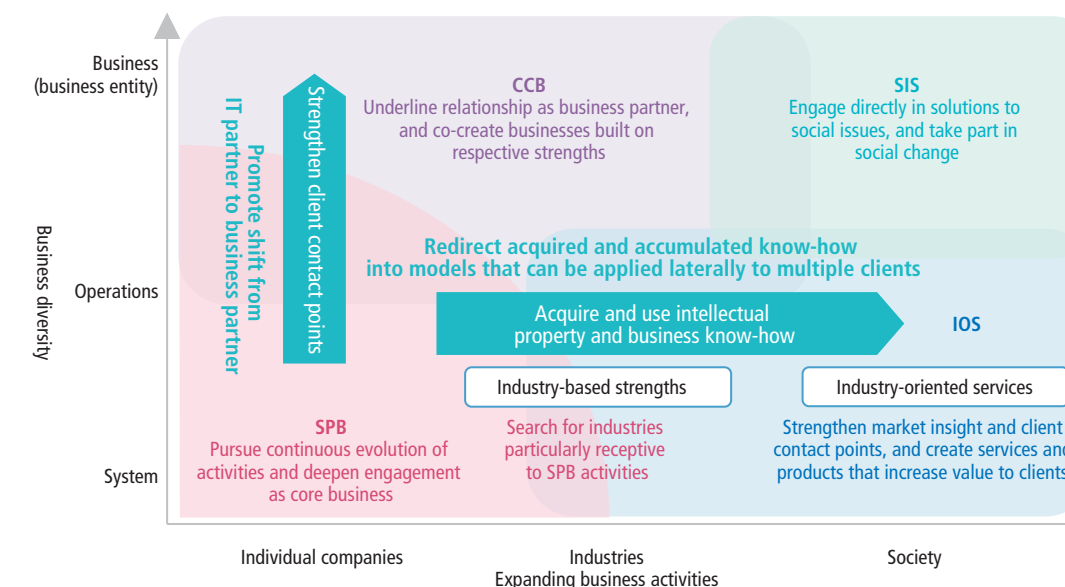 Business
(business entity)
Business diversity
Operations
System
Promote shift from
IT partner to business partner
Strengthen client contact points
CCB
Underline relationship as business partner,
and co-create businesses built on
respective strengths
SIS
Engage directly in solutions to
social issues, and take part in
social change
Redirect acquired and accumulated know-how
into models that can be applied laterally to multiple clients
Acquire and use intellectual
property and business know-how
IOS
Industry-based strengths
Industry-oriented services
SPB
Pursue continuous evolution of
activities and deepen engagement
as core business
Search for industries
particularly receptive
to SPB activities
Strengthen market insight and client
contact points, and create services and
products that increase value to clients
Individual companies
Industries
Society
Expanding business activities